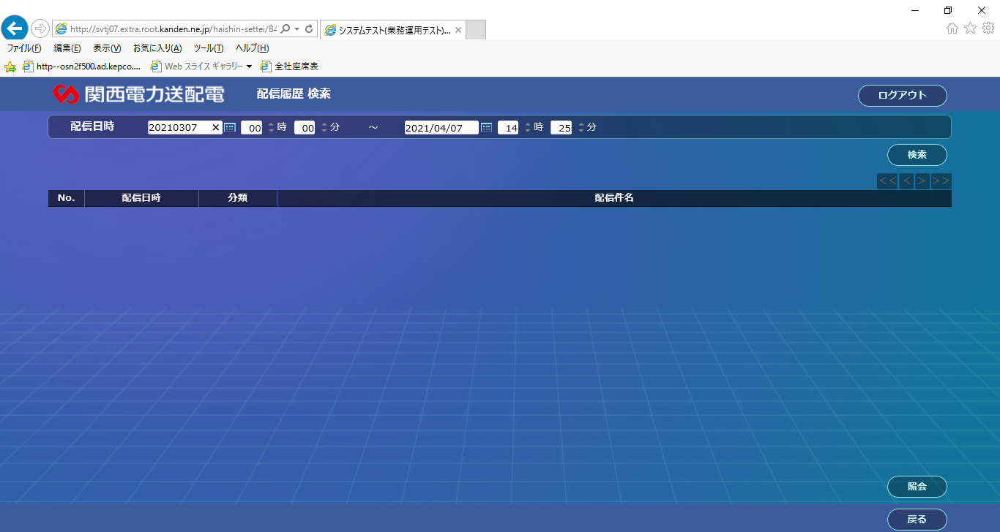 http://svtj07.extra.root.kanden.ne.jp/haishin-settei/B4
システムテスト(業務運用テスト)...
ファイル(F) 編集(E) 表示(V) お気に入り(A) ツール(T) ヘルプ(H)
http--osn2f500.ad.kepco.... Web スライス ギャラリー 全社座席表
関西電力送配電 配信履歴 検索 ログアウト
配信日時 20210307 00 時 00 分 ～ 2021/04/07 14 時 25 分
検索
<< < > >>
No. 配信日時 分類 配信件名
照会
戻る